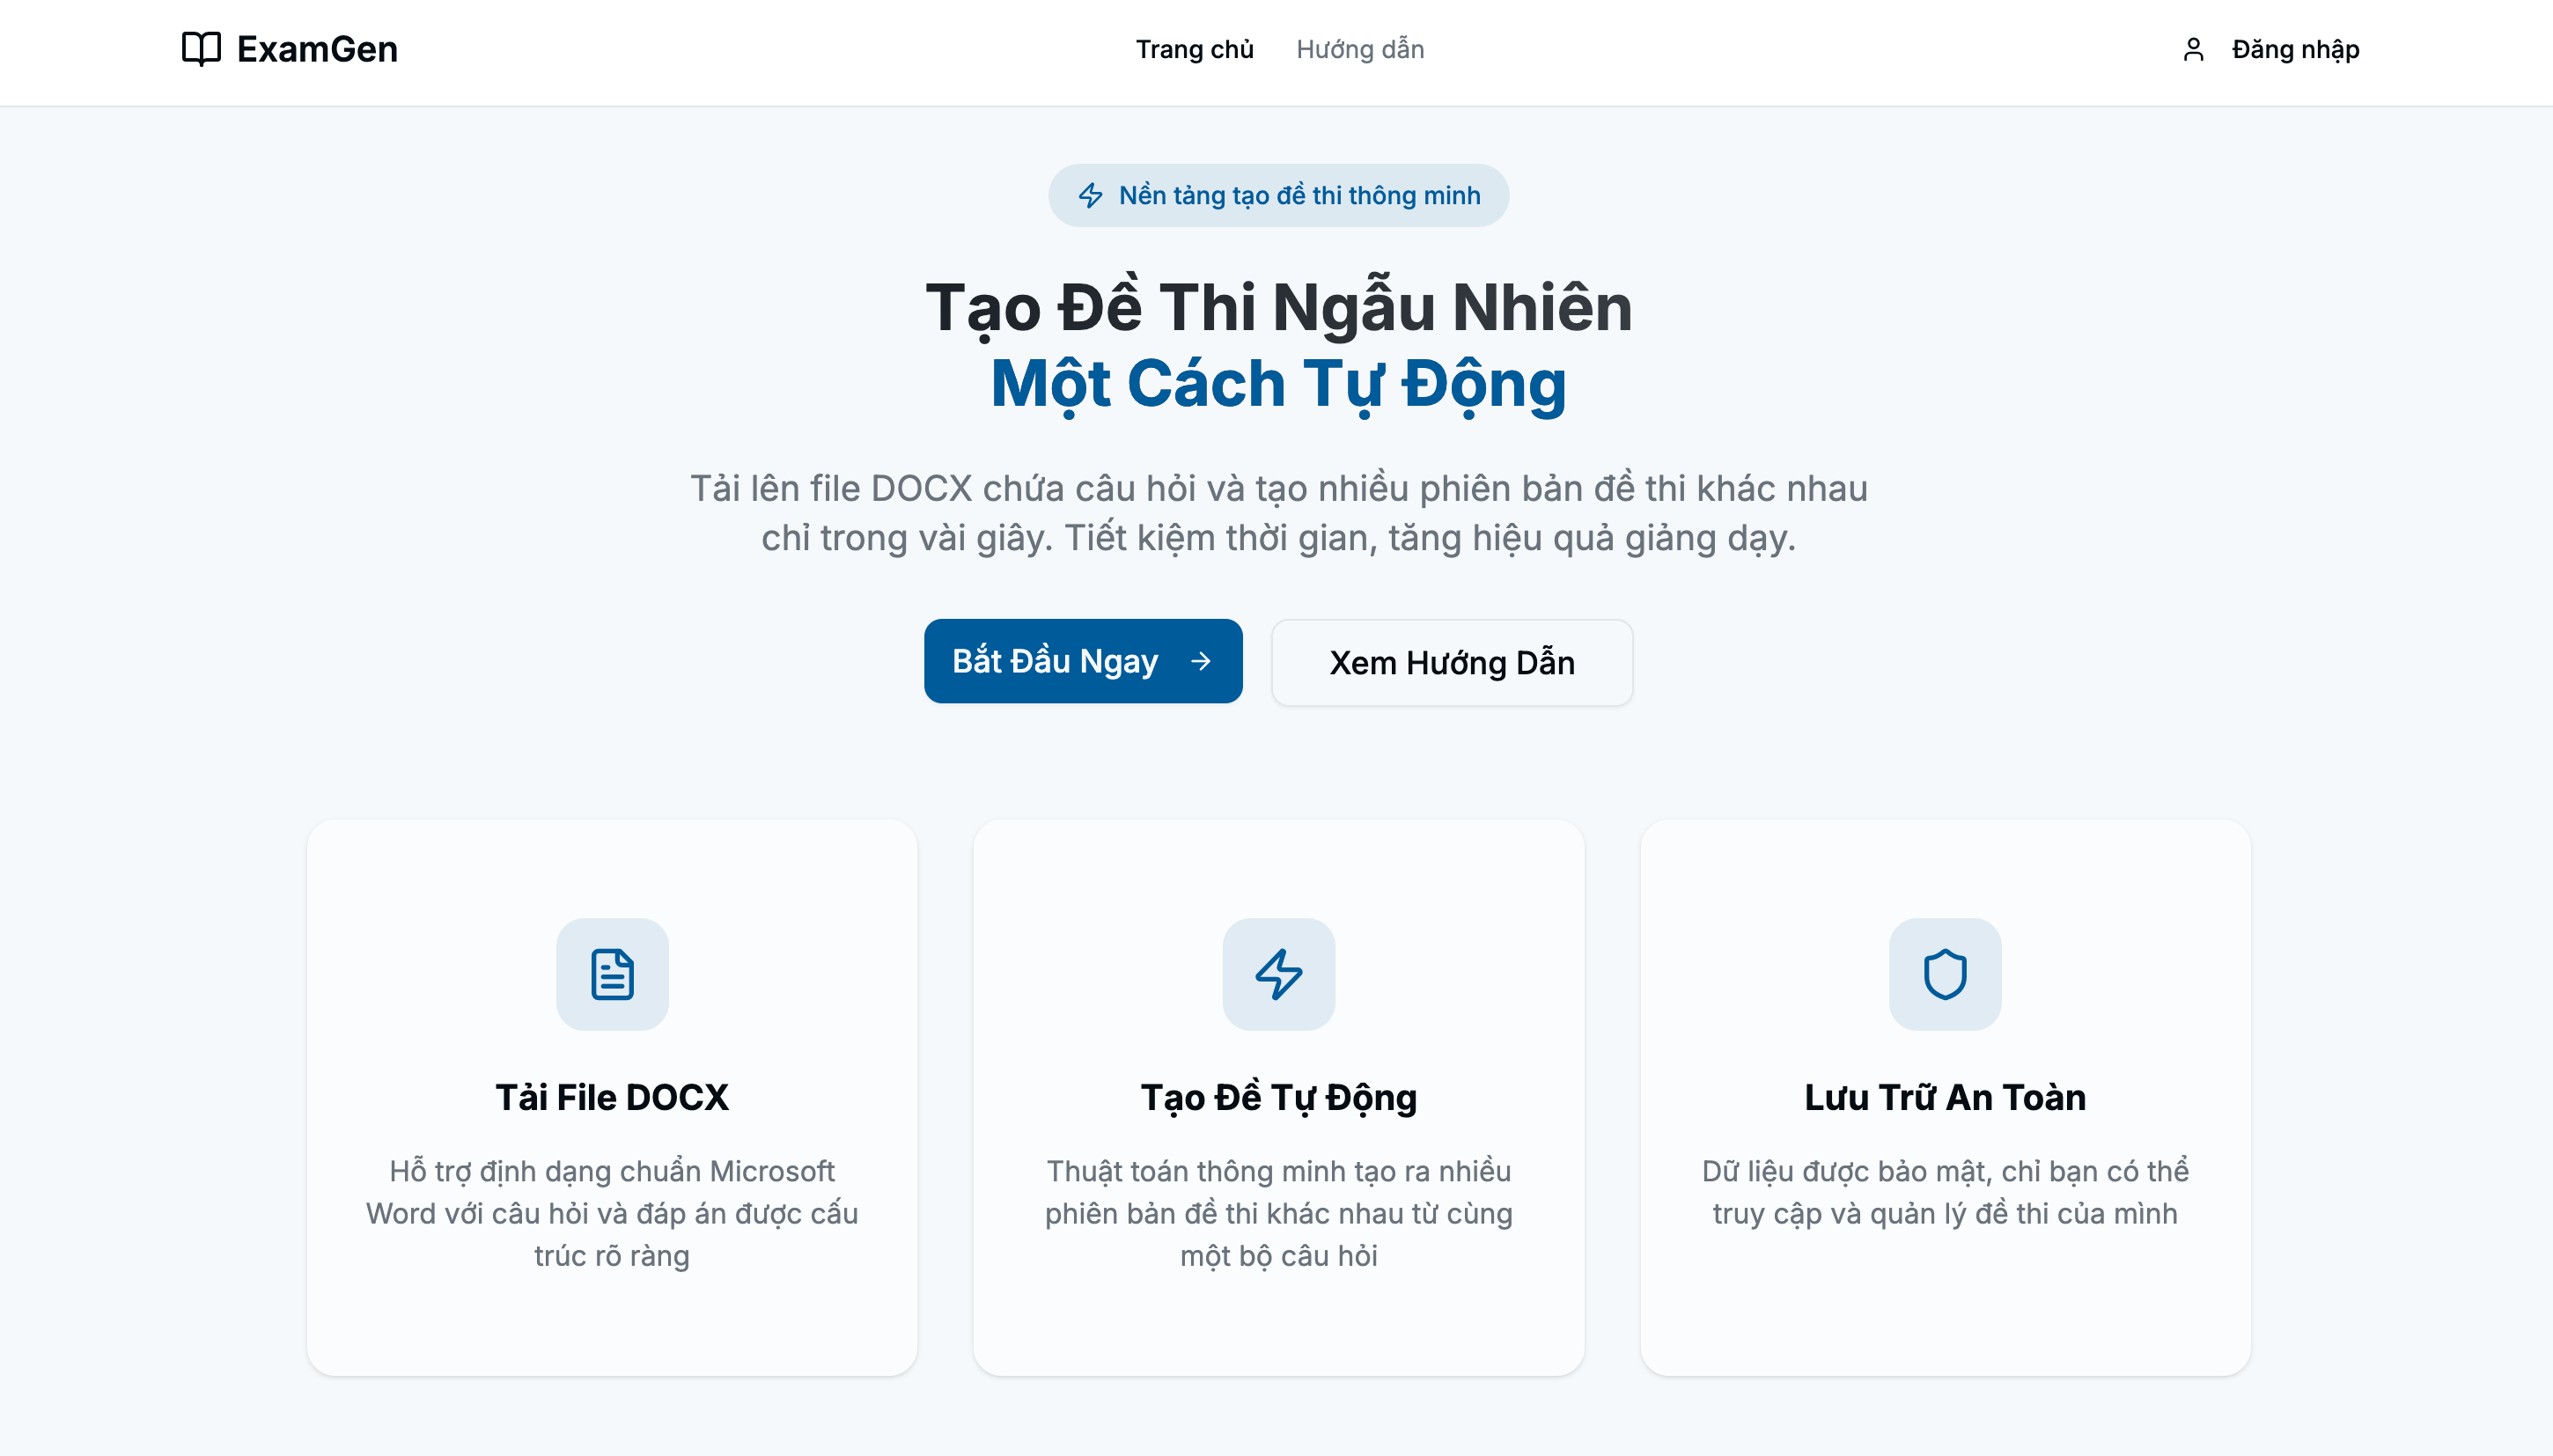 ExamGen
Trang chủ
Hướng dẫn
Đăng nhập
Nền tảng tạo đề thi thông minh
Tạo Đề Thi Ngẫu Nhiên
Một Cách Tự Động
Tải lên file DOCX chứa câu hỏi và tạo nhiều phiên bản đề thi khác nhau
chỉ trong vài giây. Tiết kiệm thời gian, tăng hiệu quả giảng dạy.
Bắt Đầu Ngay
Xem Hướng Dẫn
Tải File DOCX
Hỗ trợ định dạng chuẩn Microsoft
Word với câu hỏi và đáp án được cấu
trúc rõ ràng
Tạo Đề Tự Động
Thuật toán thông minh tạo ra nhiều
phiên bản đề thi khác nhau từ cùng
một bộ câu hỏi
Lưu Trữ An Toàn
Dữ liệu được bảo mật, chỉ bạn có thể
truy cập và quản lý đề thi của mình